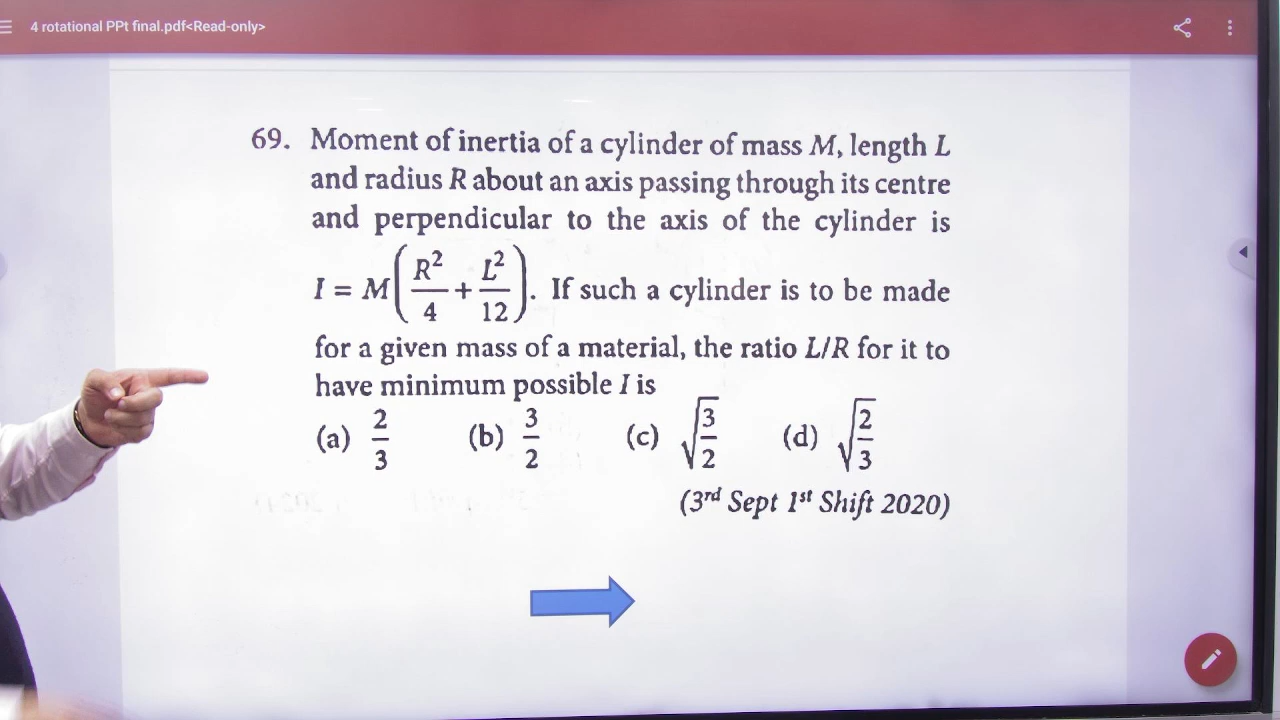 4 rotational PPt final.pdf<Read-only>
69. Moment of inertia of a cylinder of mass M, length L
and radius R about an axis passing through its centre
and perpendicular to the axis of the cylinder is
I = M(R²/4 + L²/12). If such a cylinder is to be made
for a given mass of a material, the ratio L/R for it to
have minimum possible I is
(a) 2/3 (b) 3/2 (c) √(3/2) (d) √(2/3)
(3rd Sept 1st Shift 2020)